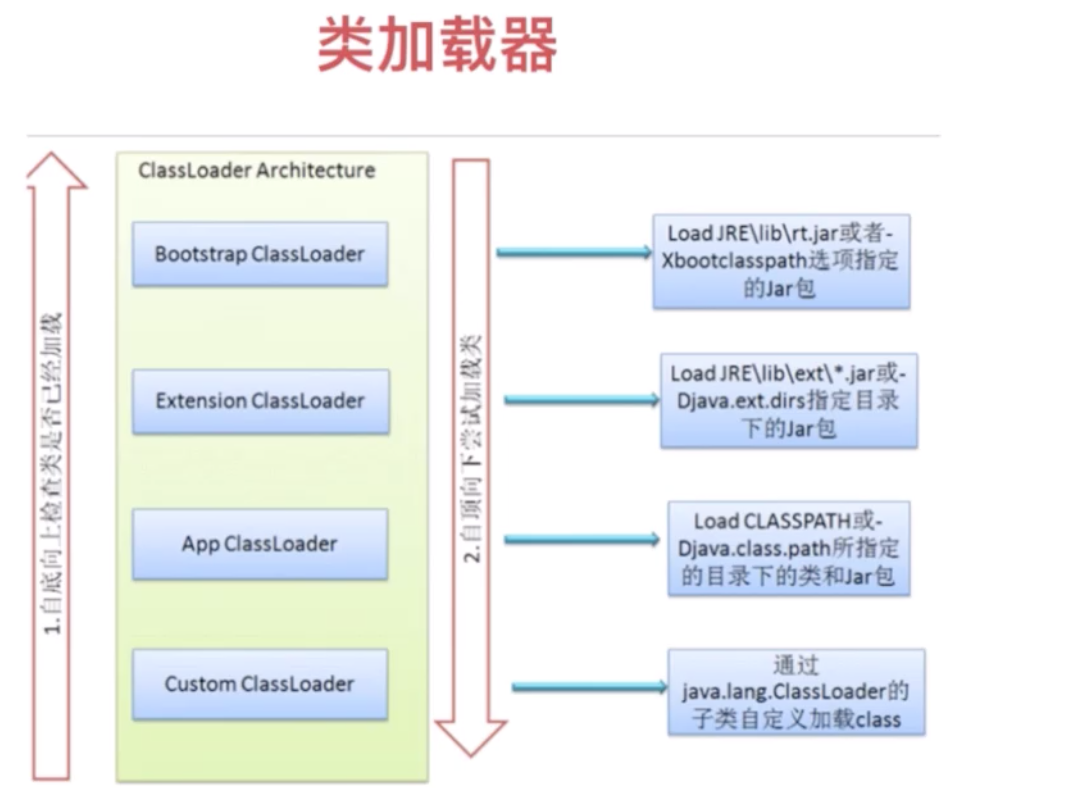 类加载器
ClassLoader Architecture
Bootstrap ClassLoader
Extension ClassLoader
App ClassLoader
Custom ClassLoader
1.自底向上检查类是否已经加载
2.自顶向下尝试加载类
Load JRE\lib\rt.jar或者-
Xbootclasspath选项指定
的Jar包
Load JRE\lib\ext\*.jar或-
Djava.ext.dirs指定目录
下的Jar包
Load CLASSPATH或-
Djava.class.path所指定
的目录下的类和Jar包
通过
java.lang.ClassLoader的
子类自定义加载class